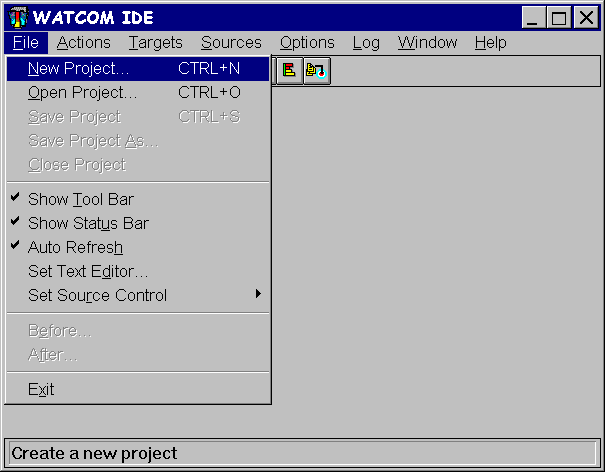 WATCOM IDE
File Actions Targets Sources Options Log Window Help
New Project... CTRL+N
Open Project... CTRL+O
Save Project CTRL+S
Save Project As...
Close Project
Show Tool Bar
Show Status Bar
Auto Refresh
Set Text Editor...
Set Source Control
Before...
After...
Exit
Create a new project